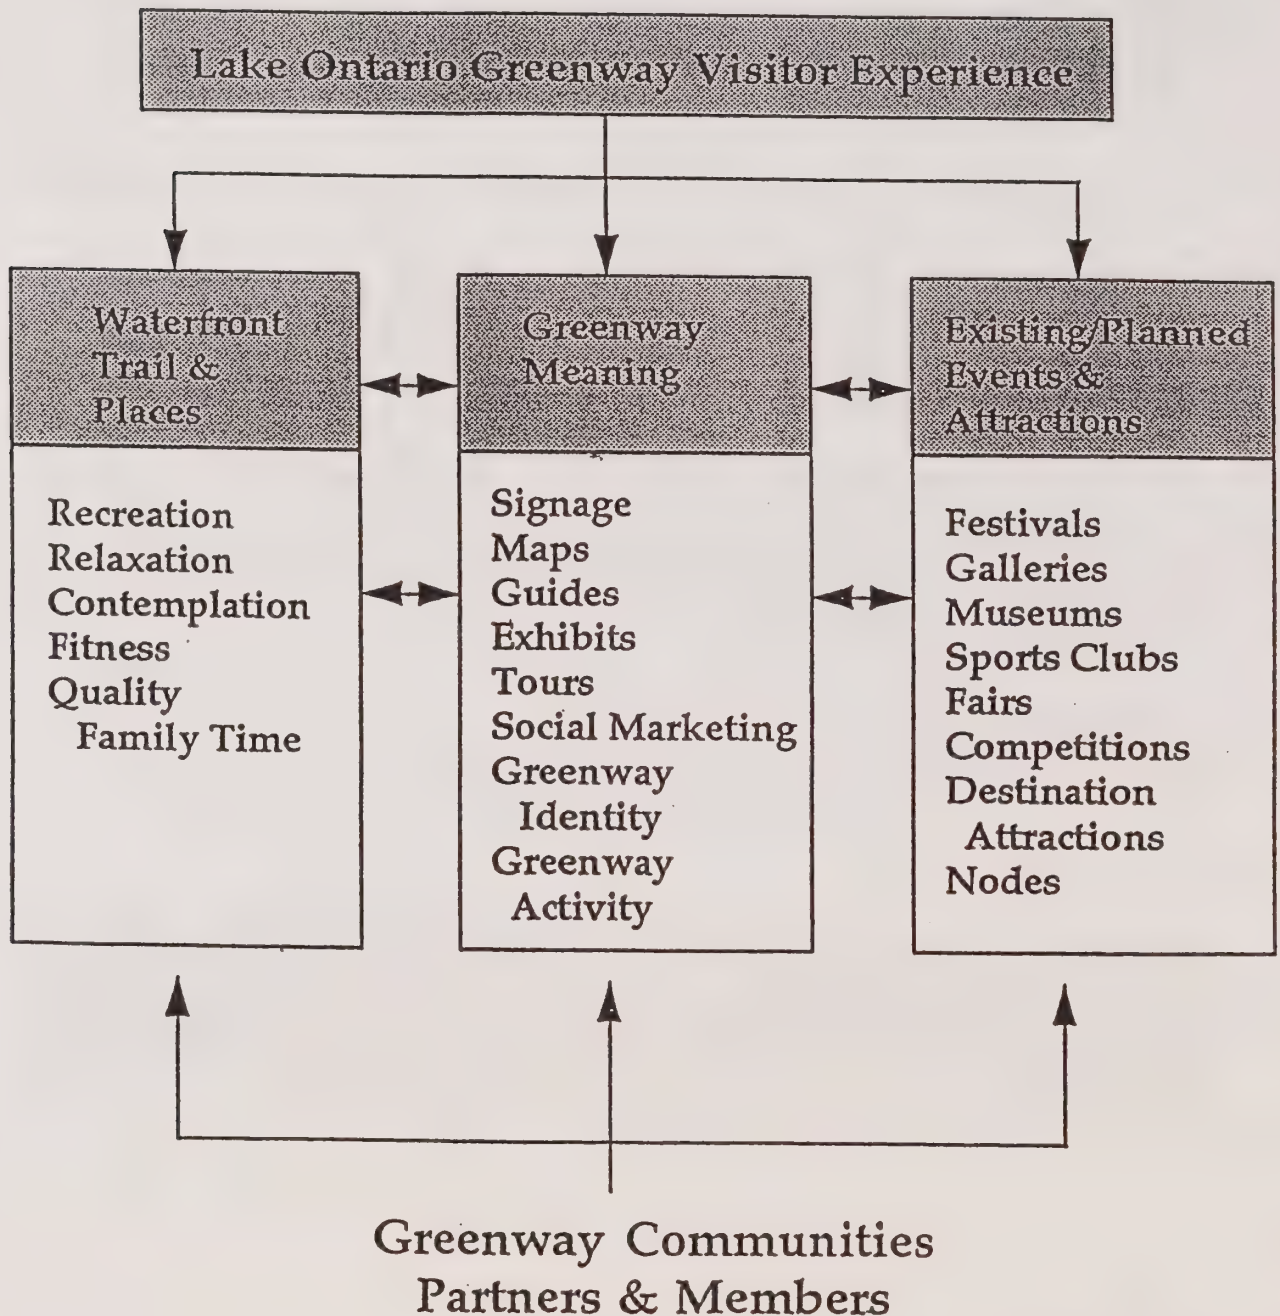 Lake Ontario Greenway Visitor Experience
Waterfront
Trail &
Places
Recreation
Relaxation
Contemplation
Fitness
Quality
Family Time
Greenway
Meaning
Signage
Maps
Guides
Exhibits
Tours
Social Marketing
Greenway
Identity
Greenway
Activity
Existing/Planned
Events &
Attractions
Festivals
Galleries
Museums
Sports Clubs
Fairs
Competitions
Destination
Attractions
Nodes
Greenway Communities
Partners & Members